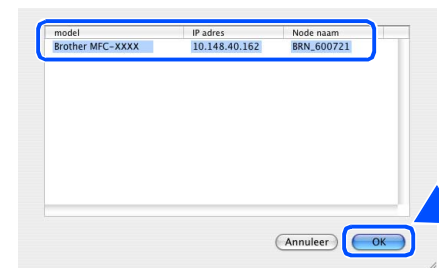 model IP adres Node naam
Brother MFC-XXXX 10.148.40.162 BRN_600721
Annuleer OK